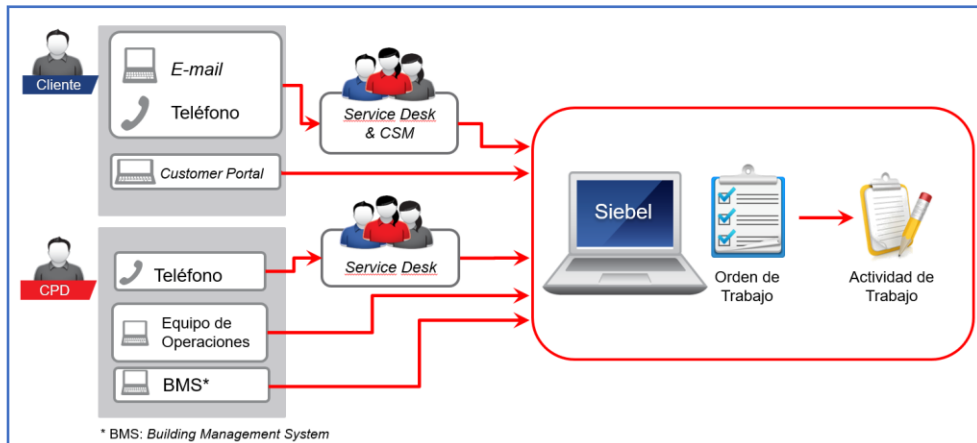 Cliente
E-mail
Teléfono
Customer Portal
Service Desk
& CSM
CPD
Teléfono
Equipo de
Operaciones
BMS*
Service Desk
Siebel
Orden de
Trabajo
Actividad de
Trabajo
* BMS: Building Management System